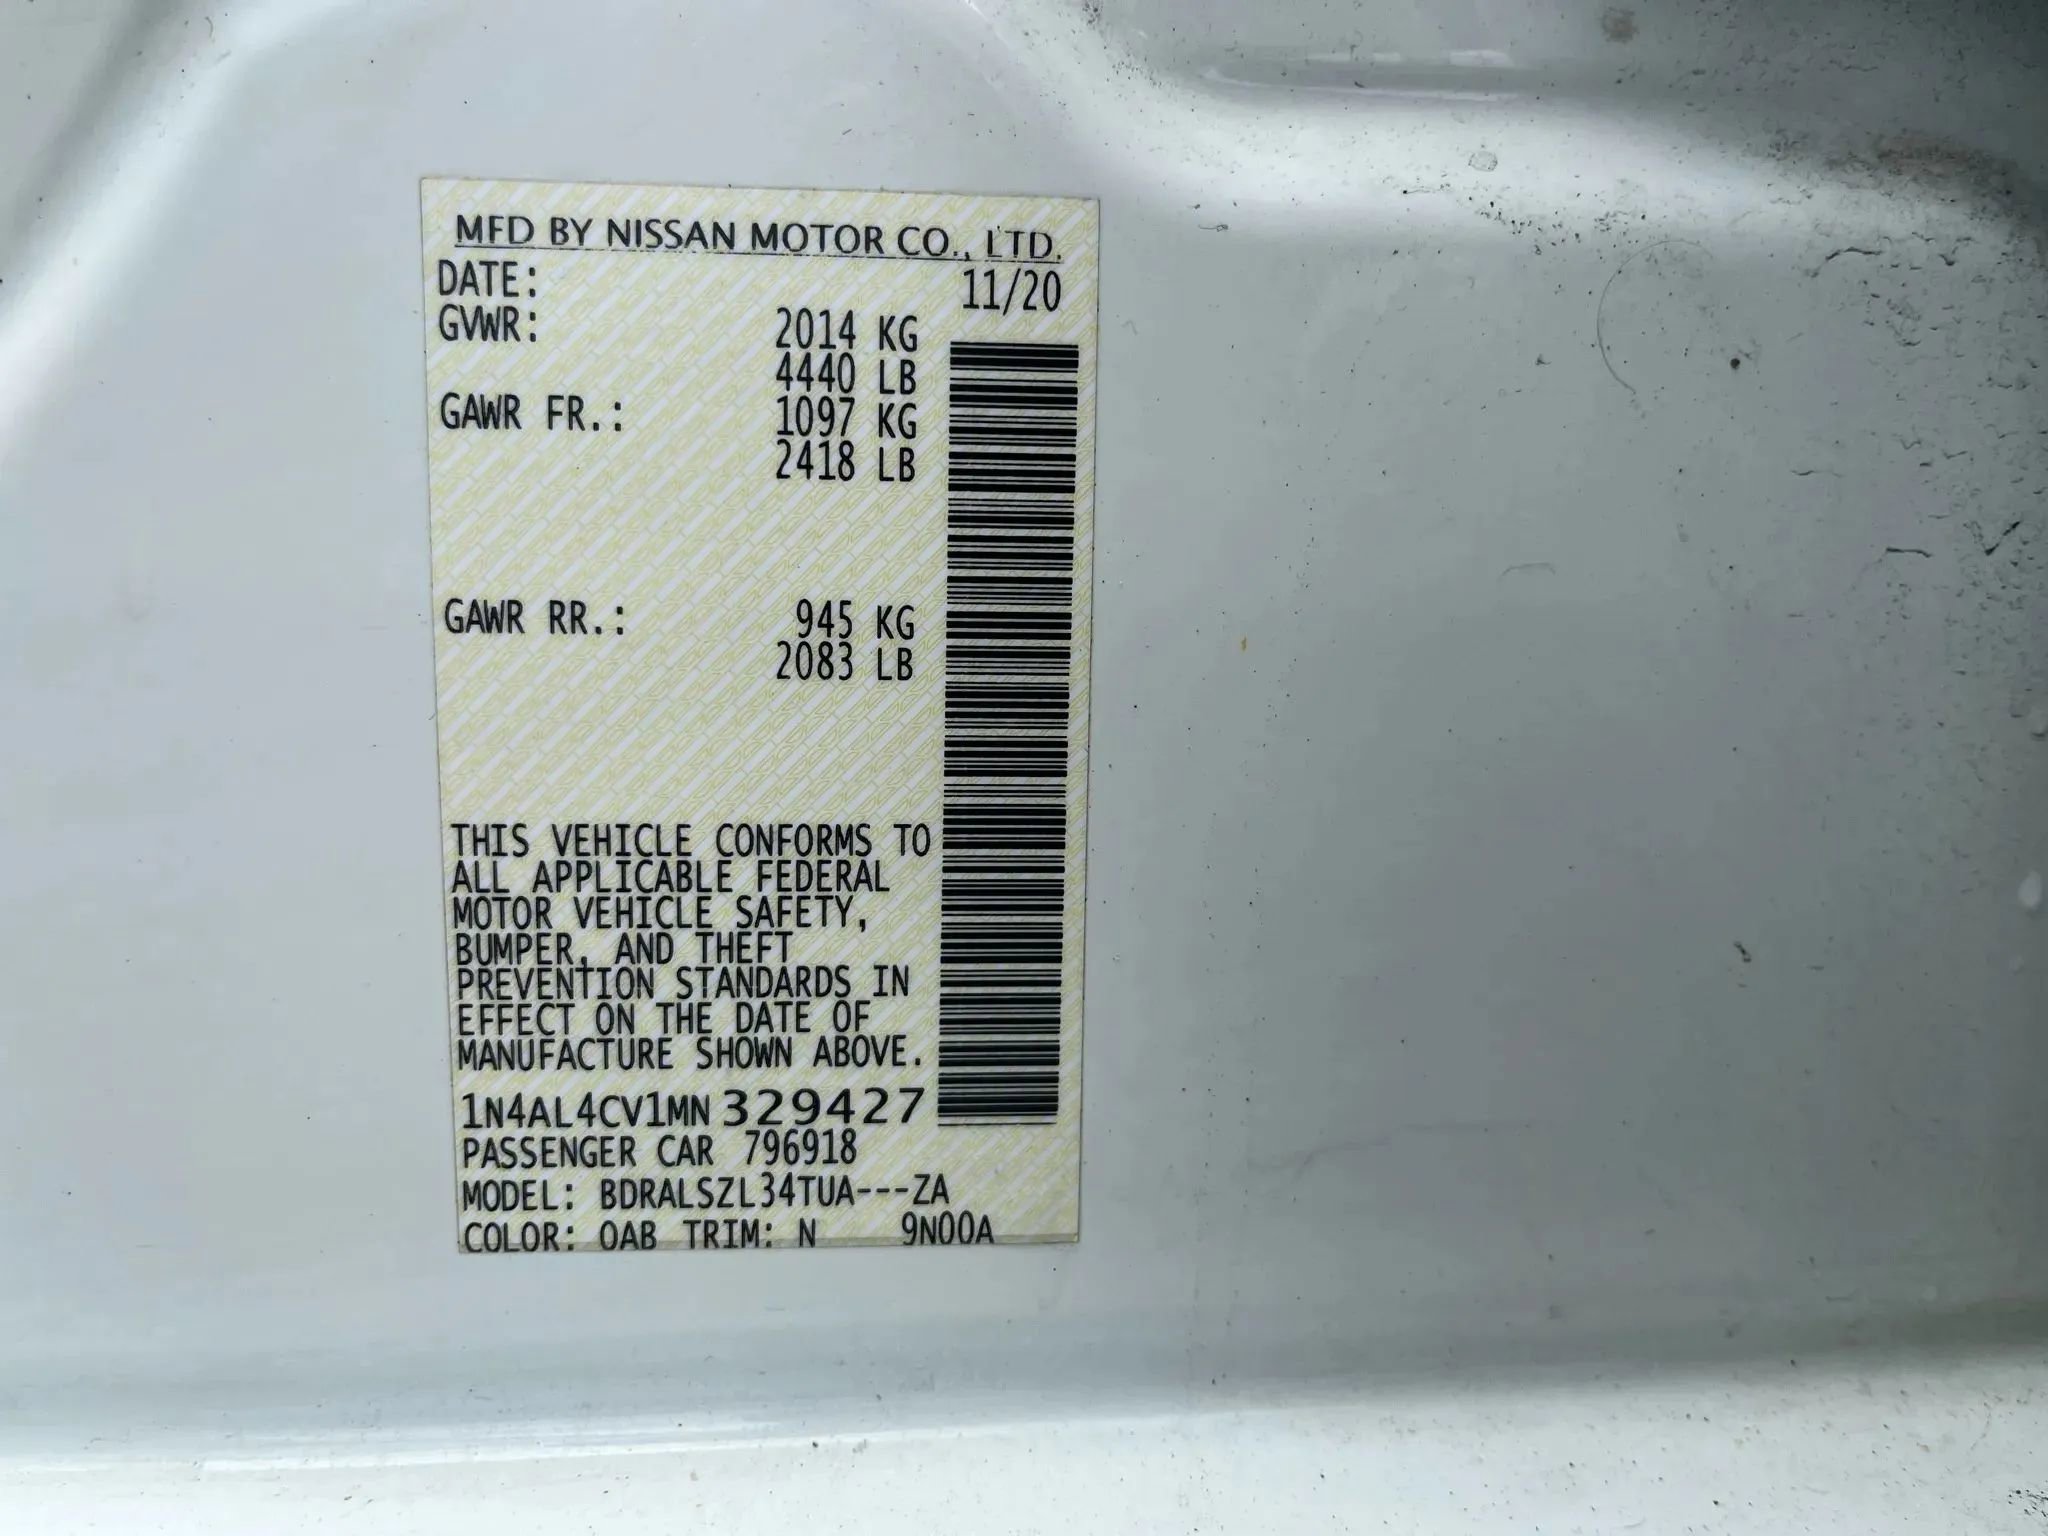 MFD BY NISSAN MOTOR CO., LTD.
DATE: 11/20
GVWR: 2014 KG
4440 LB
GAWR FR.: 1097 KG
2418 LB
GAWR RR.: 945 KG
2083 LB
THIS VEHICLE CONFORMS TO
ALL APPLICABLE FEDERAL
MOTOR VEHICLE SAFETY,
BUMPER, AND THEFT
PREVENTION STANDARDS IN
EFFECT ON THE DATE OF
MANUFACTURE SHOWN ABOVE.
1N4AL4CV1MN329427
PASSENGER CAR 796918
MODEL: BDRALSZL34TUA---ZA
COLOR: QAB TRIM: N 9N00A